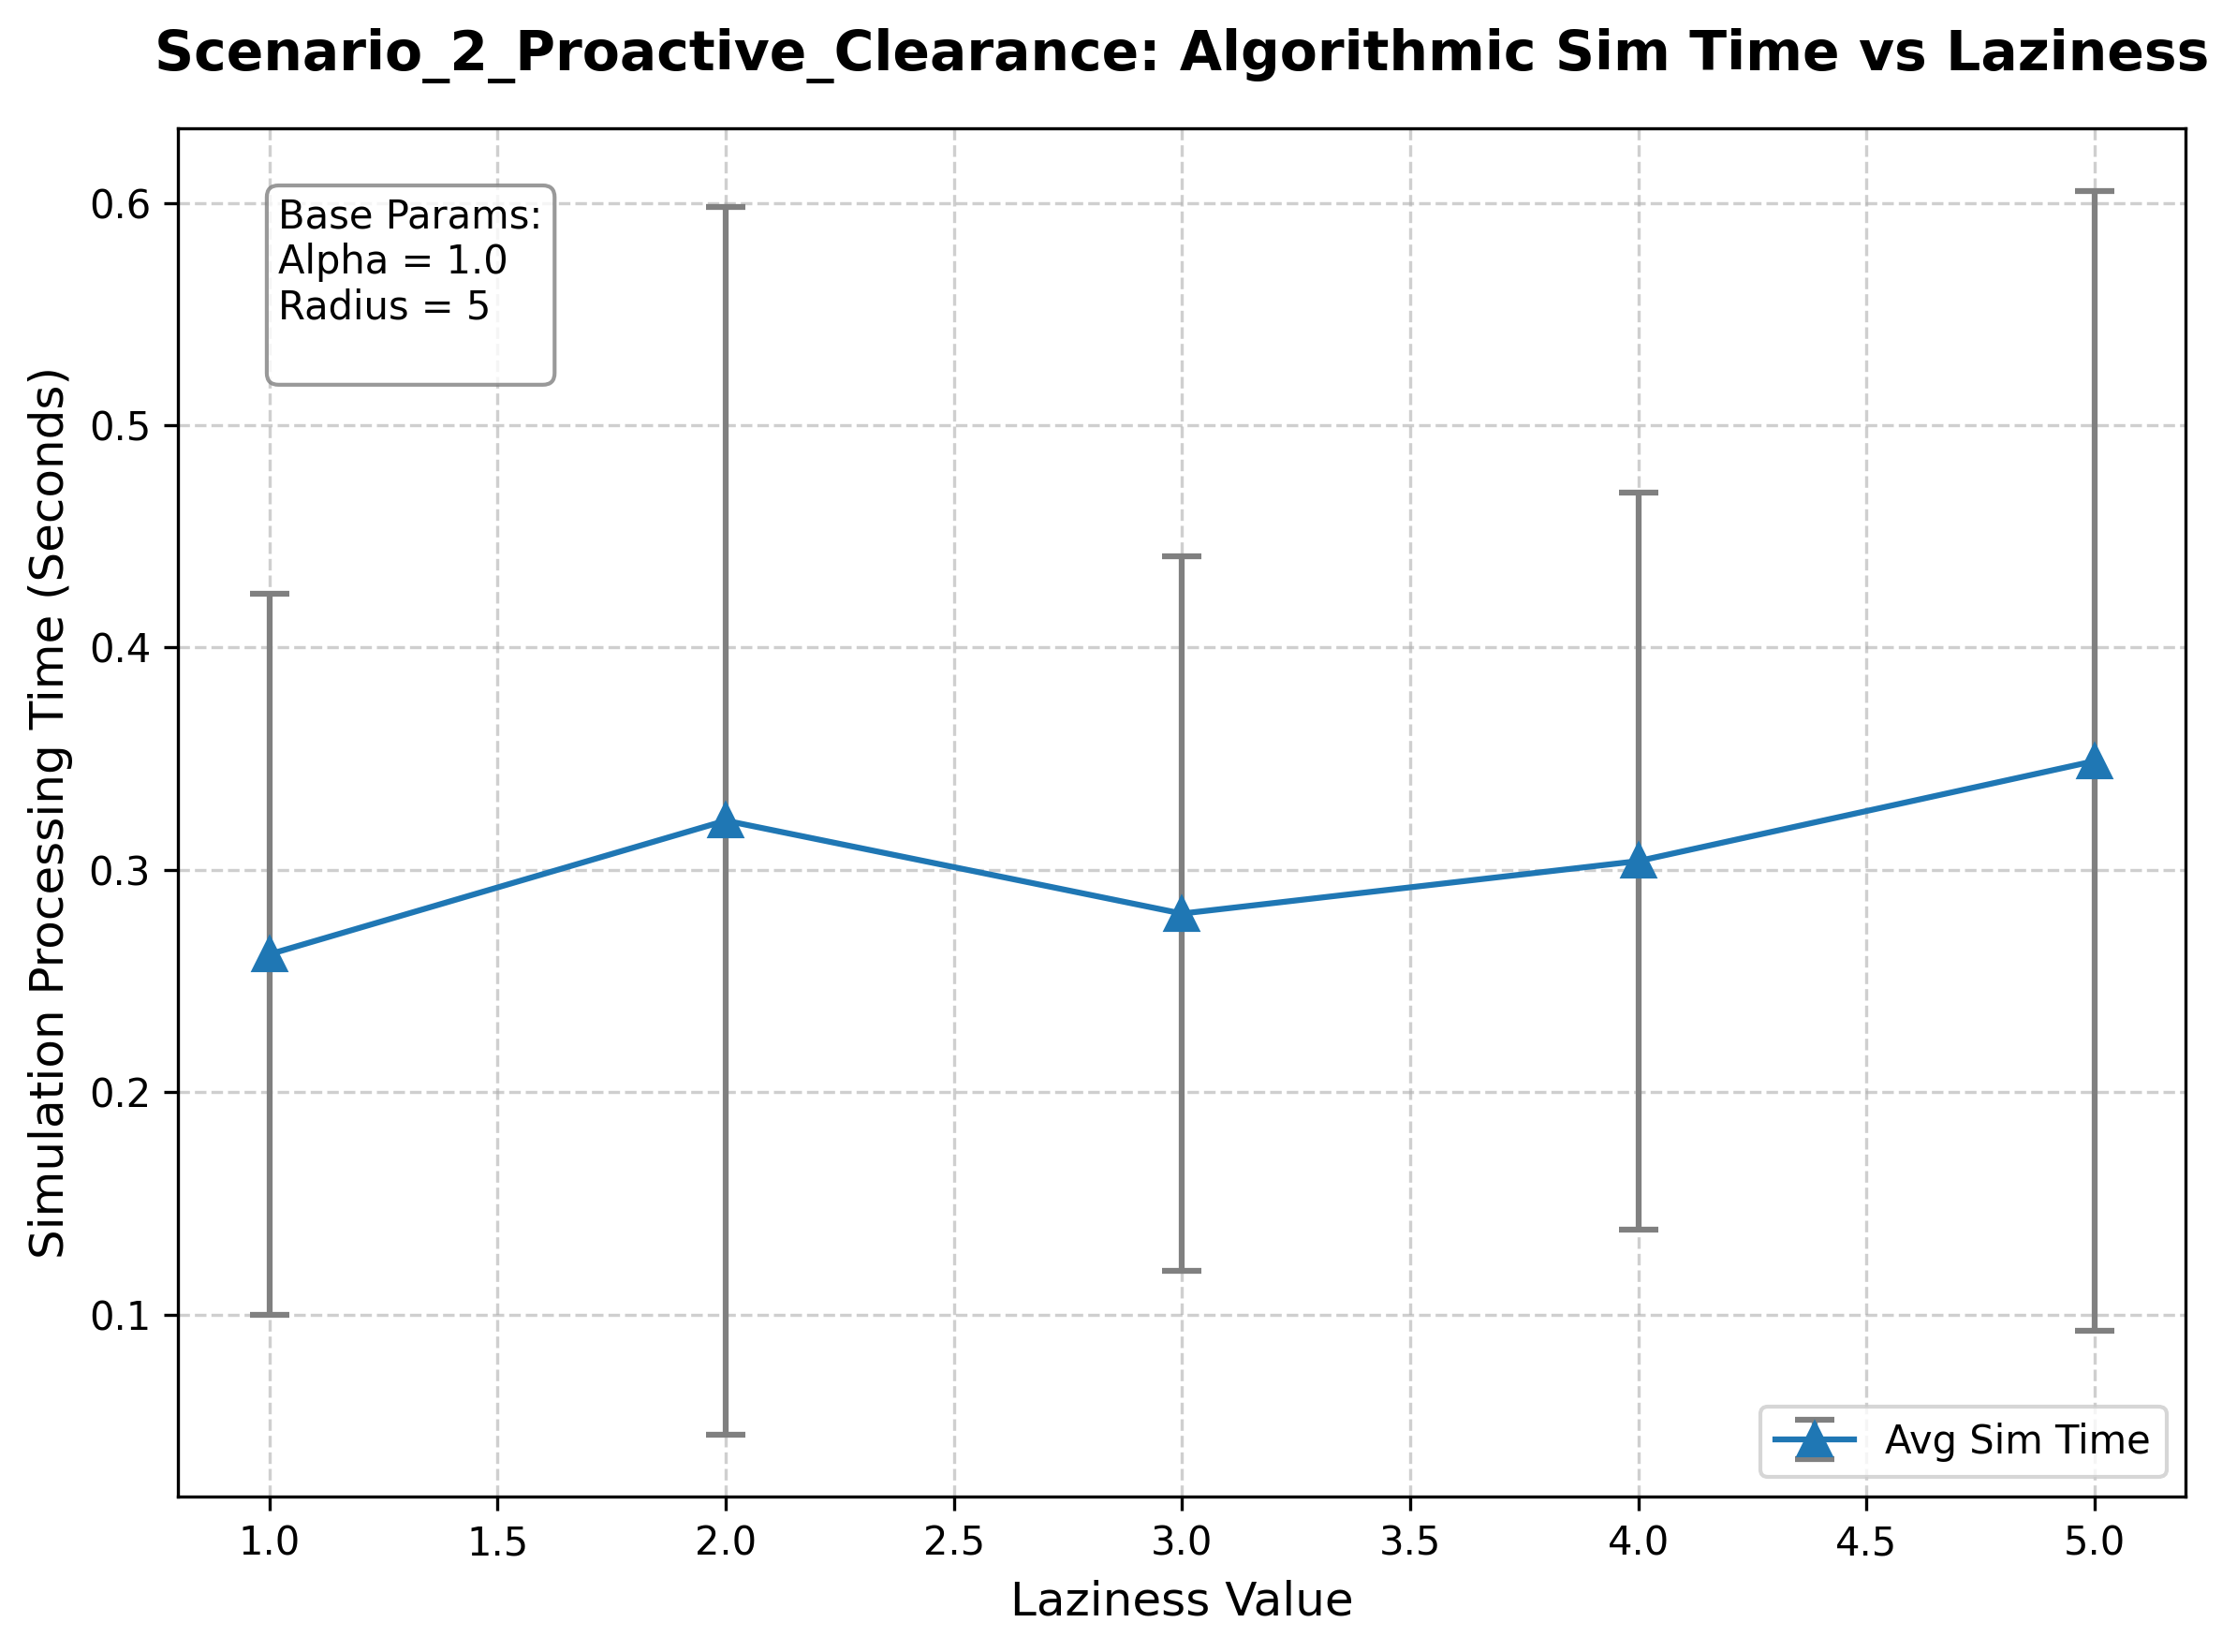 Scenario_2_Proactive_Clearance: Algorithmic Sim Time vs Laziness
Simulation Processing Time (Seconds)
0.6
0.5
0.4
0.3
0.2
0.1
Base Params:
Alpha = 1.0
Radius = 5
Avg Sim Time
1.0 1.5 2.0 2.5 3.0 3.5 4.0 4.5 5.0
Laziness Value